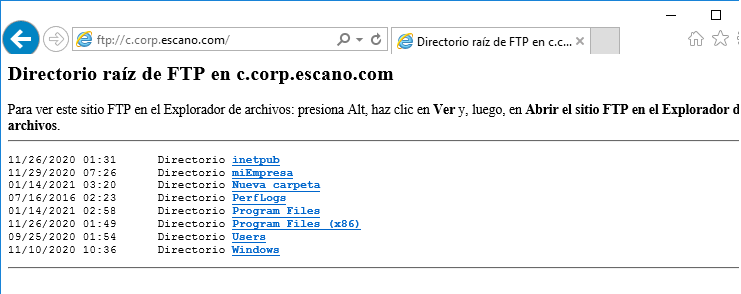 ftp://c.corp.escano.com/
Directorio raíz de FTP en c.c...
Directorio raíz de FTP en c.corp.escano.com
Para ver este sitio FTP en el Explorador de archivos: presiona Alt, haz clic en Ver y, luego, en Abrir el sitio FTP en el Explorador d
archivos.
11/26/2020 01:31 Directorio inetpub
11/29/2020 07:26 Directorio miEmpresa
01/14/2021 03:20 Directorio Nueva carpeta
07/16/2016 02:23 Directorio PerfLogs
01/14/2021 02:58 Directorio Program Files
11/26/2020 01:49 Directorio Program Files (x86)
09/25/2020 01:54 Directorio Users
11/10/2020 10:36 Directorio Windows